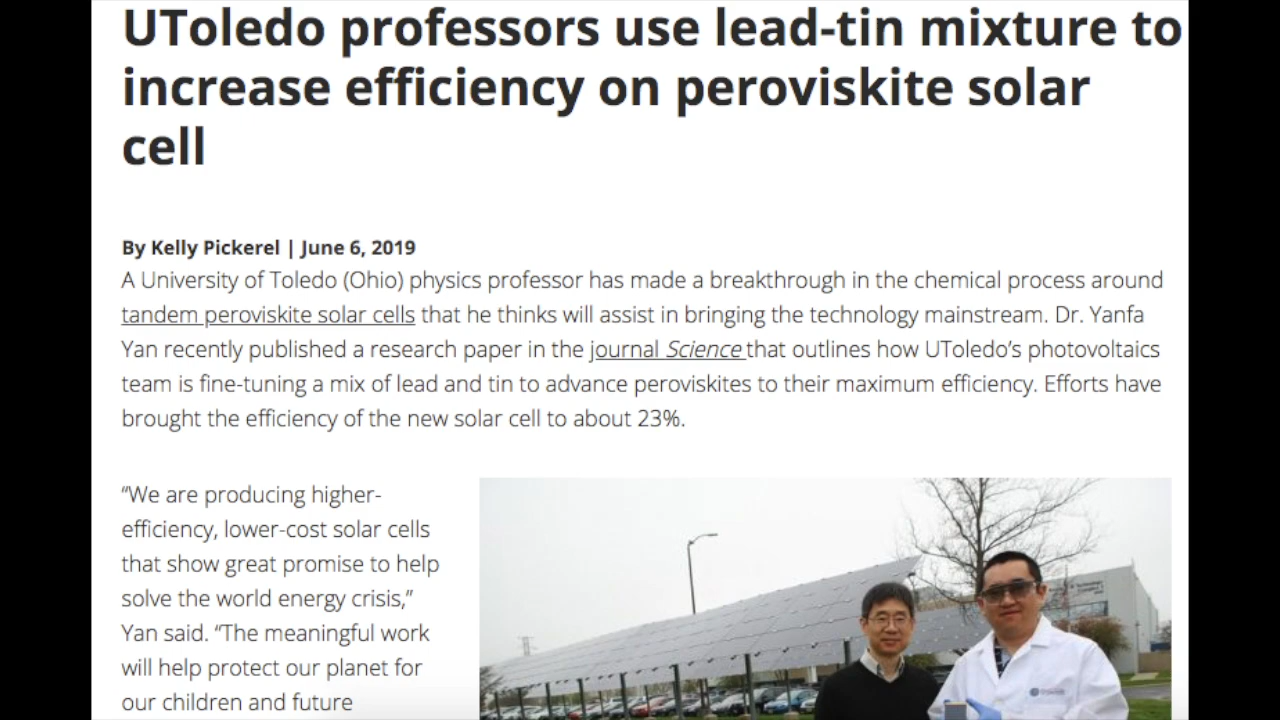 UToledo professors use lead-tin mixture to
increase efficiency on peroviskite solar
cell
By Kelly Pickerel | June 6, 2019
A University of Toledo (Ohio) physics professor has made a breakthrough in the chemical process around
tandem peroviskite solar cells that he thinks will assist in bringing the technology mainstream. Dr. Yanfa
Yan recently published a research paper in the journal Science that outlines how UToledo’s photovoltaics
team is fine-tuning a mix of lead and tin to advance peroviskites to their maximum efficiency. Efforts have
brought the efficiency of the new solar cell to about 23%.
“We are producing higher-
efficiency, lower-cost solar cells
that show great promise to help
solve the world energy crisis,”
Yan said. “The meaningful work
will help protect our planet for
our children and future